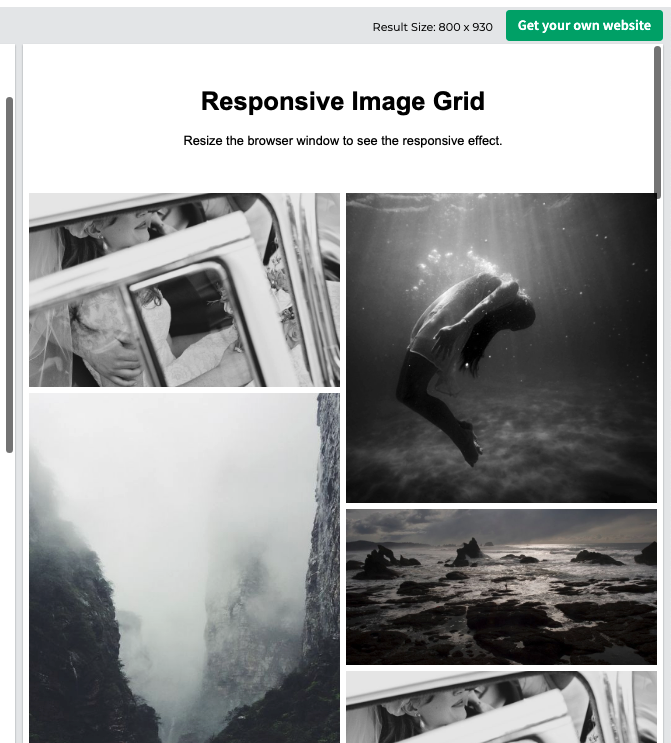 Result Size: 800 x 930
Get your own website
Responsive Image Grid
Resize the browser window to see the responsive effect.